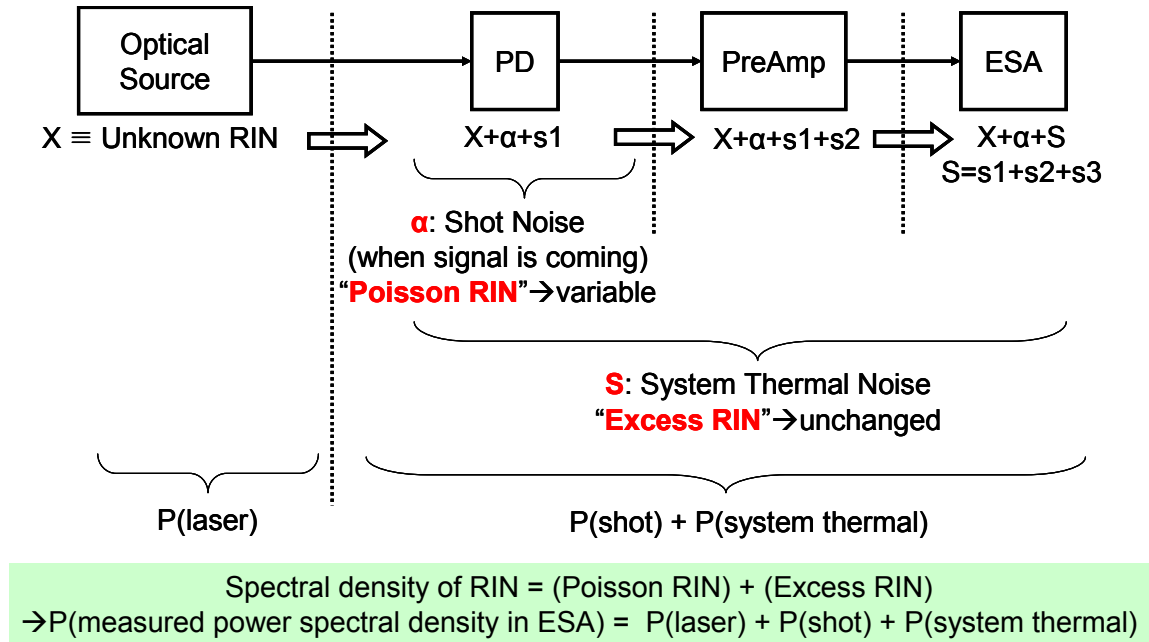 Optical
Source
PD
PreAmp
ESA
X ≡ Unknown RIN
X+α+s1
X+α+s1+s2
X+α+S
S=s1+s2+s3
α: Shot Noise
(when signal is coming)
“Poisson RIN”→variable
S: System Thermal Noise
“Excess RIN”→unchanged
P(laser)
P(shot) + P(system thermal)
Spectral density of RIN = (Poisson RIN) + (Excess RIN)
→P(measured power spectral density in ESA) = P(laser) + P(shot) + P(system thermal)